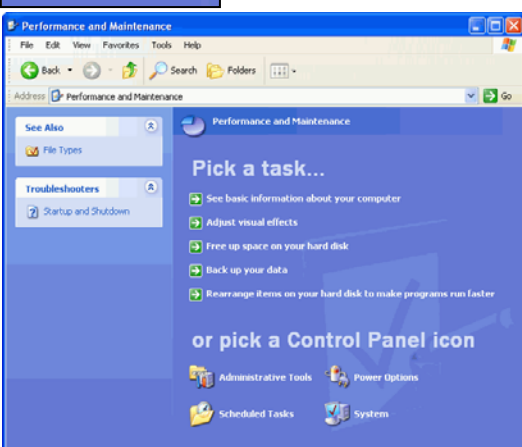 Performance and Maintenance
File Edit View Favorites Tools Help
Back Search Folders
Address Performance and Maintenance Go
See Also
File Types
Troubleshooters
Startup and Shutdown
Performance and Maintenance
Pick a task...
See basic information about your computer
Adjust visual effects
Free up space on your hard disk
Back up your data
Rearrange items on your hard disk to make programs run faster
or pick a Control Panel icon
Administrative Tools Power Options
Scheduled Tasks System